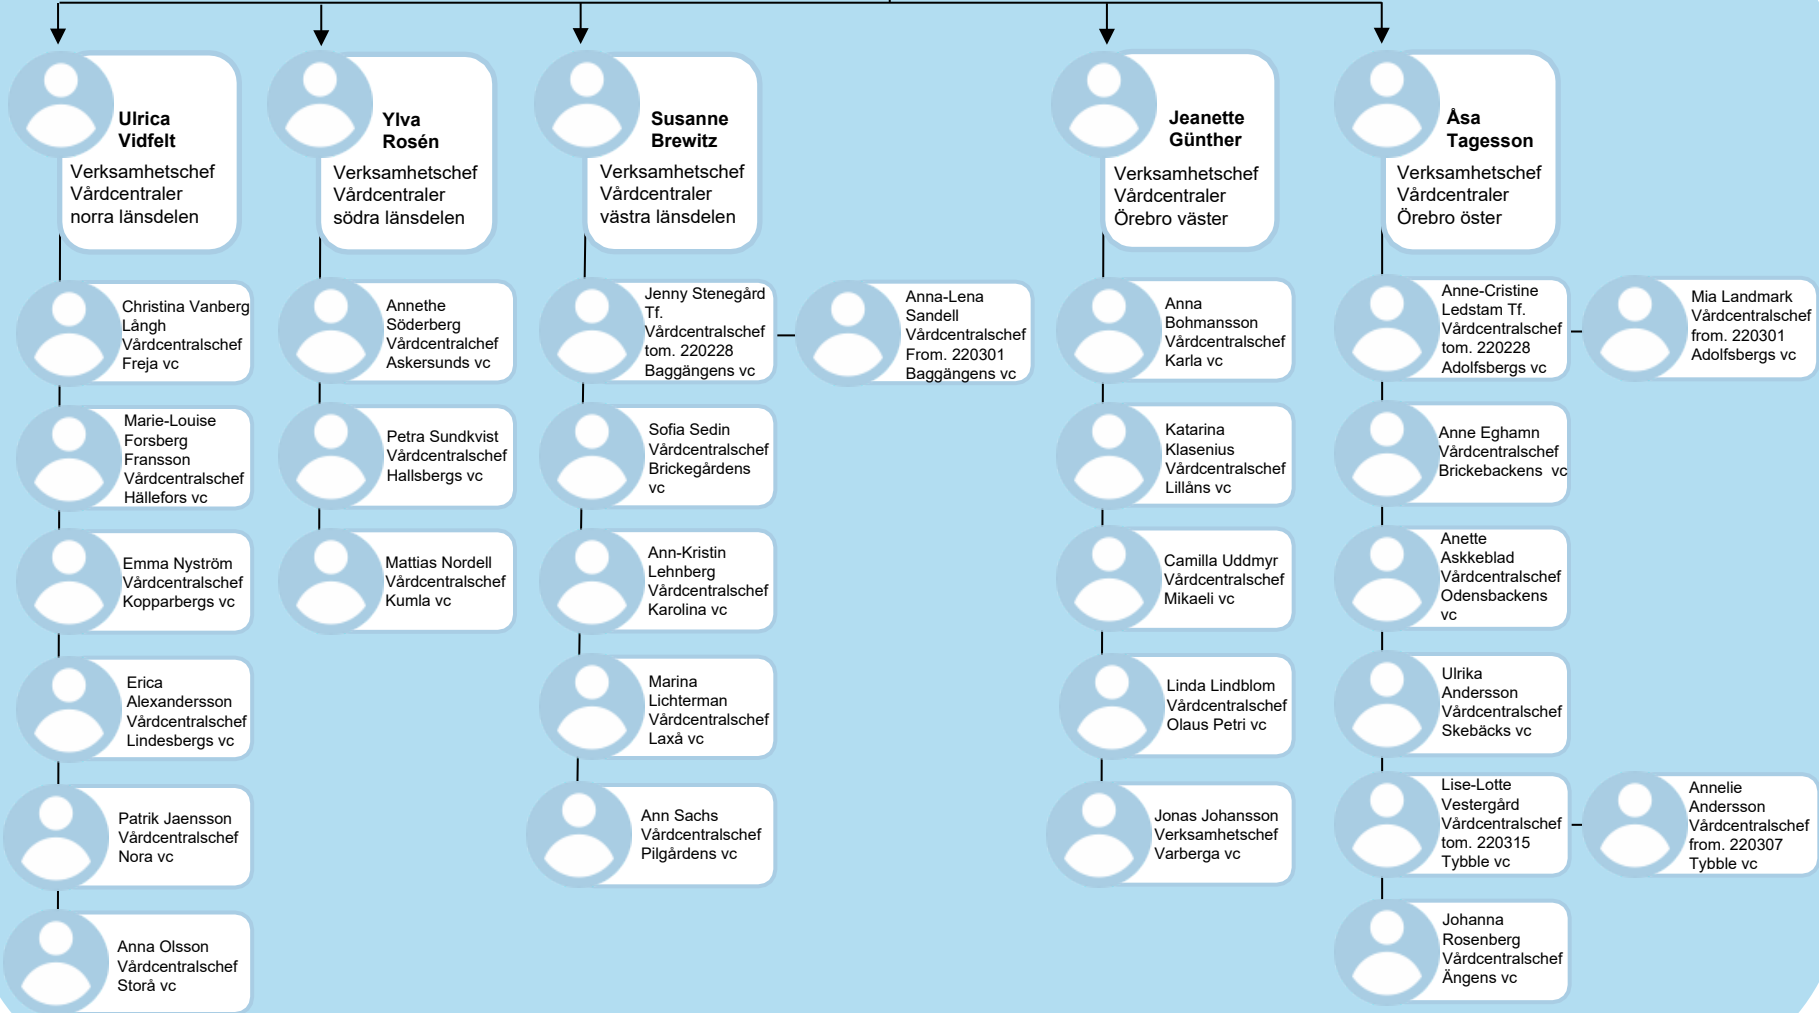 Ulrica
Vidfelt
Verksamhetschef
Vårdcentraler
norra länsdelen
Christina Vanberg
Långh
Vårdcentralschef
Freja vc
Marie-Louise
Forsberg
Fransson
Vårdcentralschef
Hällefors vc
Emma Nyström
Vårdcentralschef
Kopparbergs vc
Erica
Alexandersson
Vårdcentralschef
Lindesbergs vc
Patrik Jaensson
Vårdcentralschef
Nora vc
Anna Olsson
Vårdcentralschef
Storå vc
Ylva
Rosén
Verksamhetschef
Vårdcentraler
södra länsdelen
Annethe
Söderberg
Vårdcentralchef
Askersunds vc
Petra Sundkvist
Vårdcentralschef
Hallsbergs vc
Mattias Nordell
Vårdcentralschef
Kumla vc
Susanne
Brewitz
Verksamhetschef
Vårdcentraler
västra länsdelen
Jenny Stenegård
Tf.
Vårdcentralschef
tom. 220228
Baggängens vc
Anna-Lena
Sandell
Vårdcentralschef
From. 220301
Baggängens vc
Sofia Sedin
Vårdcentralschef
Brickegårdens
vc
Ann-Kristin
Lehnberg
Vårdcentralschef
Karolina vc
Marina
Lichterman
Vårdcentralschef
Laxå vc
Ann Sachs
Vårdcentralschef
Pilgårdens vc
Jeanette
Günther
Verksamhetschef
Vårdcentraler
Örebro väster
Anna
Bohmansson
Vårdcentralschef
Karla vc
Katarina
Klasenius
Vårdcentralschef
Lillåns vc
Camilla Uddmyr
Vårdcentralschef
Mikaeli vc
Linda Lindblom
Vårdcentralschef
Olaus Petri vc
Jonas Johansson
Verksamhetschef
Varberga vc
Åsa
Tagesson
Verksamhetschef
Vårdcentraler
Örebro öster
Anne-Cristine
Ledstam Tf.
Vårdcentralschef
tom. 220228
Adolfsbergs vc
Mia Landmark
Vårdcentralschef
from. 220301
Adolfsbergs vc
Anne Eghamn
Vårdcentralschef
Brickebackens vc
Anette
Askkeblad
Vårdcentralschef
Odensbackens
vc
Ulrika
Andersson
Vårdcentralschef
Skebäcks vc
Lise-Lotte
Vestergård
Vårdcentralschef
tom. 220315
Tybble vc
Annelie
Andersson
Vårdcentralschef
from. 220307
Tybble vc
Johanna
Rosenberg
Vårdcentralschef
Ängens vc